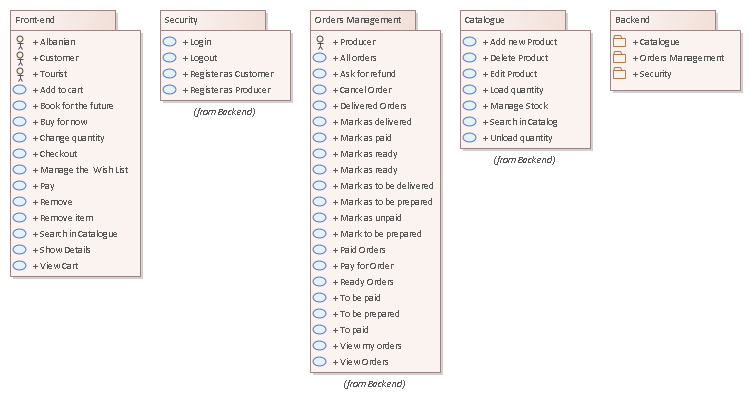 Front-end
+ Albanian
+ Customer
+ Tourist
+ Add to cart
+ Book for the future
+ Buy for now
+ Change quantity
+ Checkout
+ Manage the Wish List
+ Pay
+ Remove
+ Remove item
+ Search in Catalogue
+ Show Details
+ View Cart
Security
+ Login
+ Logout
+ Register as Customer
+ Register as Producer
(from Backend)
Orders Management
+ Producer
+ All orders
+ Ask for refund
+ Cancel Order
+ Delivered Orders
+ Mark as delivered
+ Mark as paid
+ Mark as ready
+ Mark as ready
+ Mark as to be delivered
+ Mark as to be prepared
+ Mark as unpaid
+ Mark to be prepared
+ Paid Orders
+ Pay for Order
+ Ready Orders
+ To be paid
+ To be prepared
+ To paid
+ View my orders
+ View Orders
(from Backend)
Catalogue
+ Add new Product
+ Delete Product
+ Edit Product
+ Load quantity
+ Manage Stock
+ Search in Catalog
+ Unload quantity
(from Backend)
Backend
+ Catalogue
+ Orders Management
+ Security